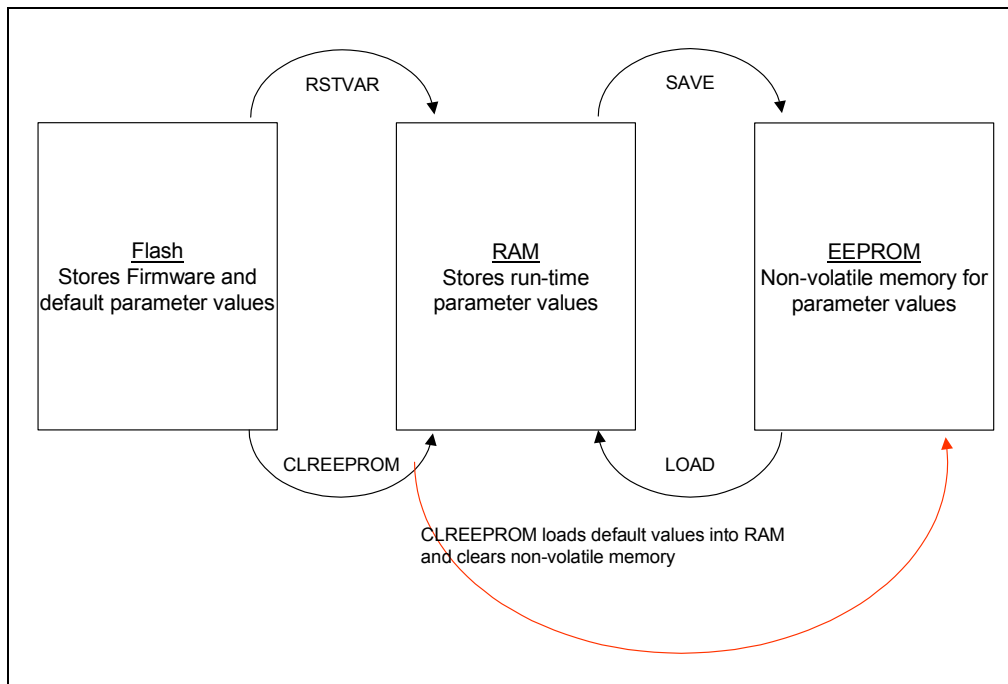 RSTVAR
SAVE
Flash
Stores Firmware and
default parameter values
RAM
Stores run-time
parameter values
EEPROM
Non-volatile memory for
parameter values
CLREEPROM
LOAD
CLREEPROM loads default values into RAM
and clears non-volatile memory